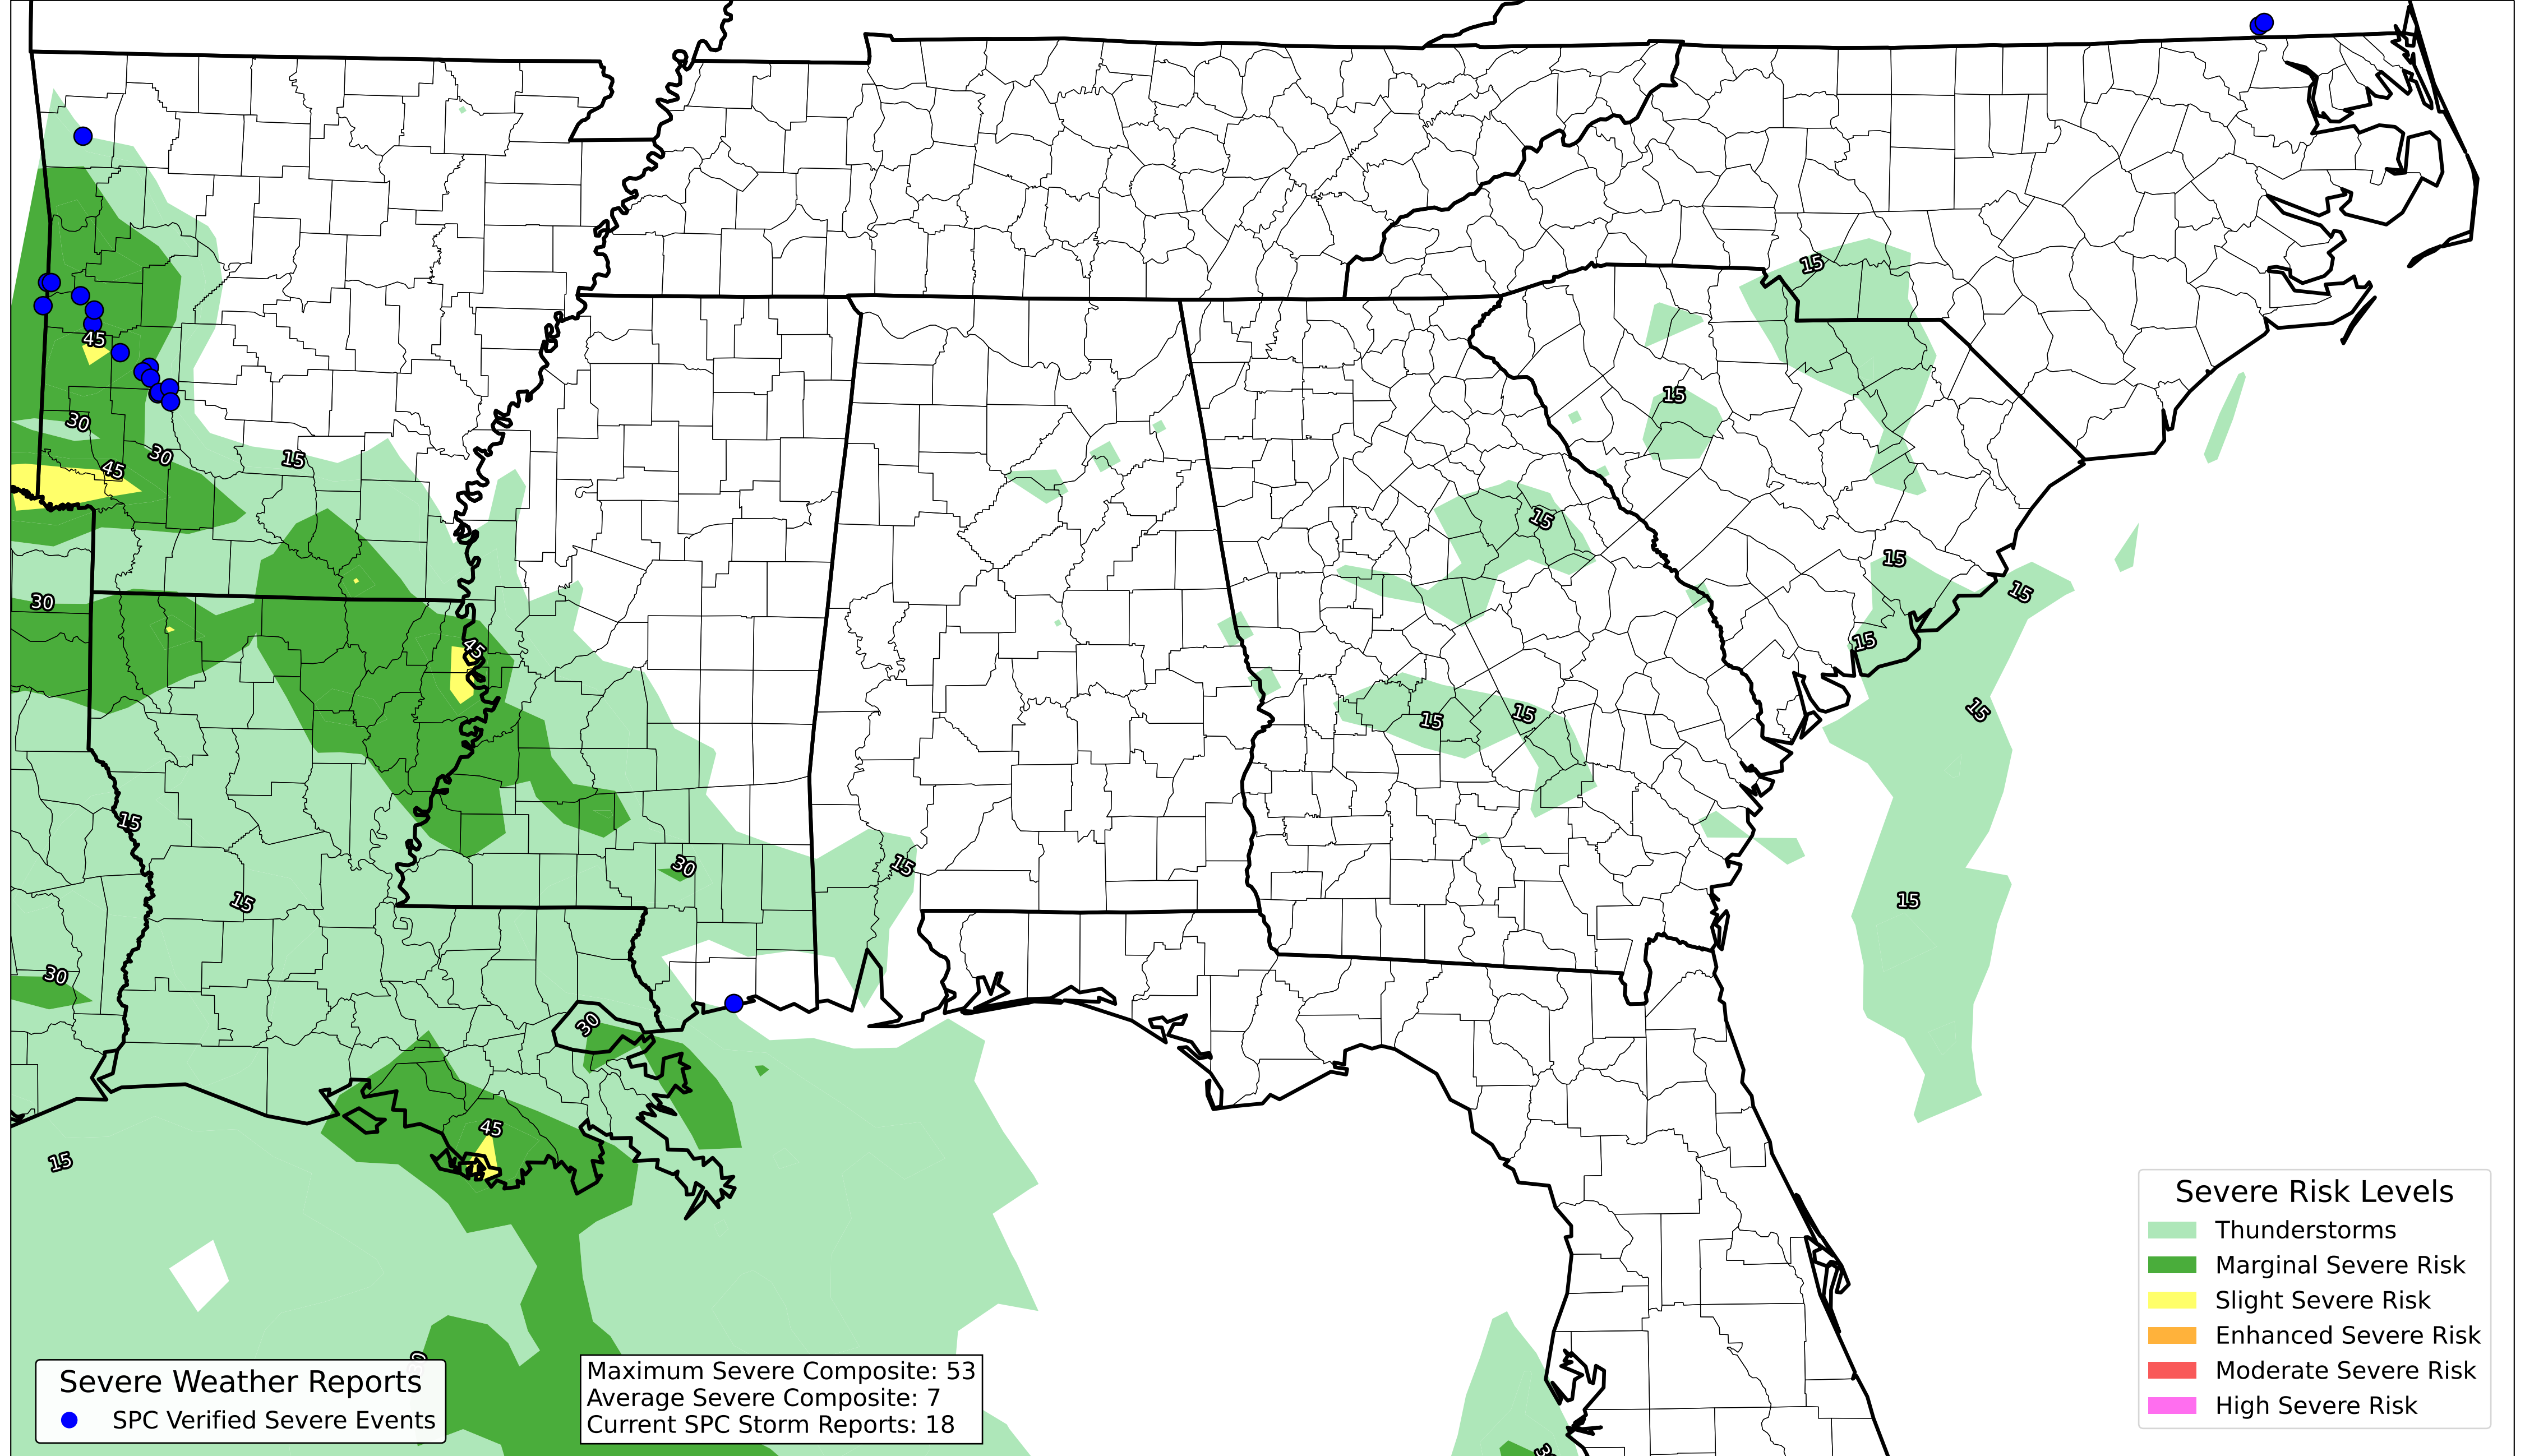 15
15
45
30
30
15
45
15
15
30
15
15
45
15
15
15
15
30
15
15
15
30
30
45
15
Severe Risk Levels
Thunderstorms
Marginal Severe Risk
Slight Severe Risk
Enhanced Severe Risk
Moderate Severe Risk
High Severe Risk
Severe Weather Reports
SPC Verified Severe Events
Maximum Severe Composite: 53
Average Severe Composite: 7
Current SPC Storm Reports: 18